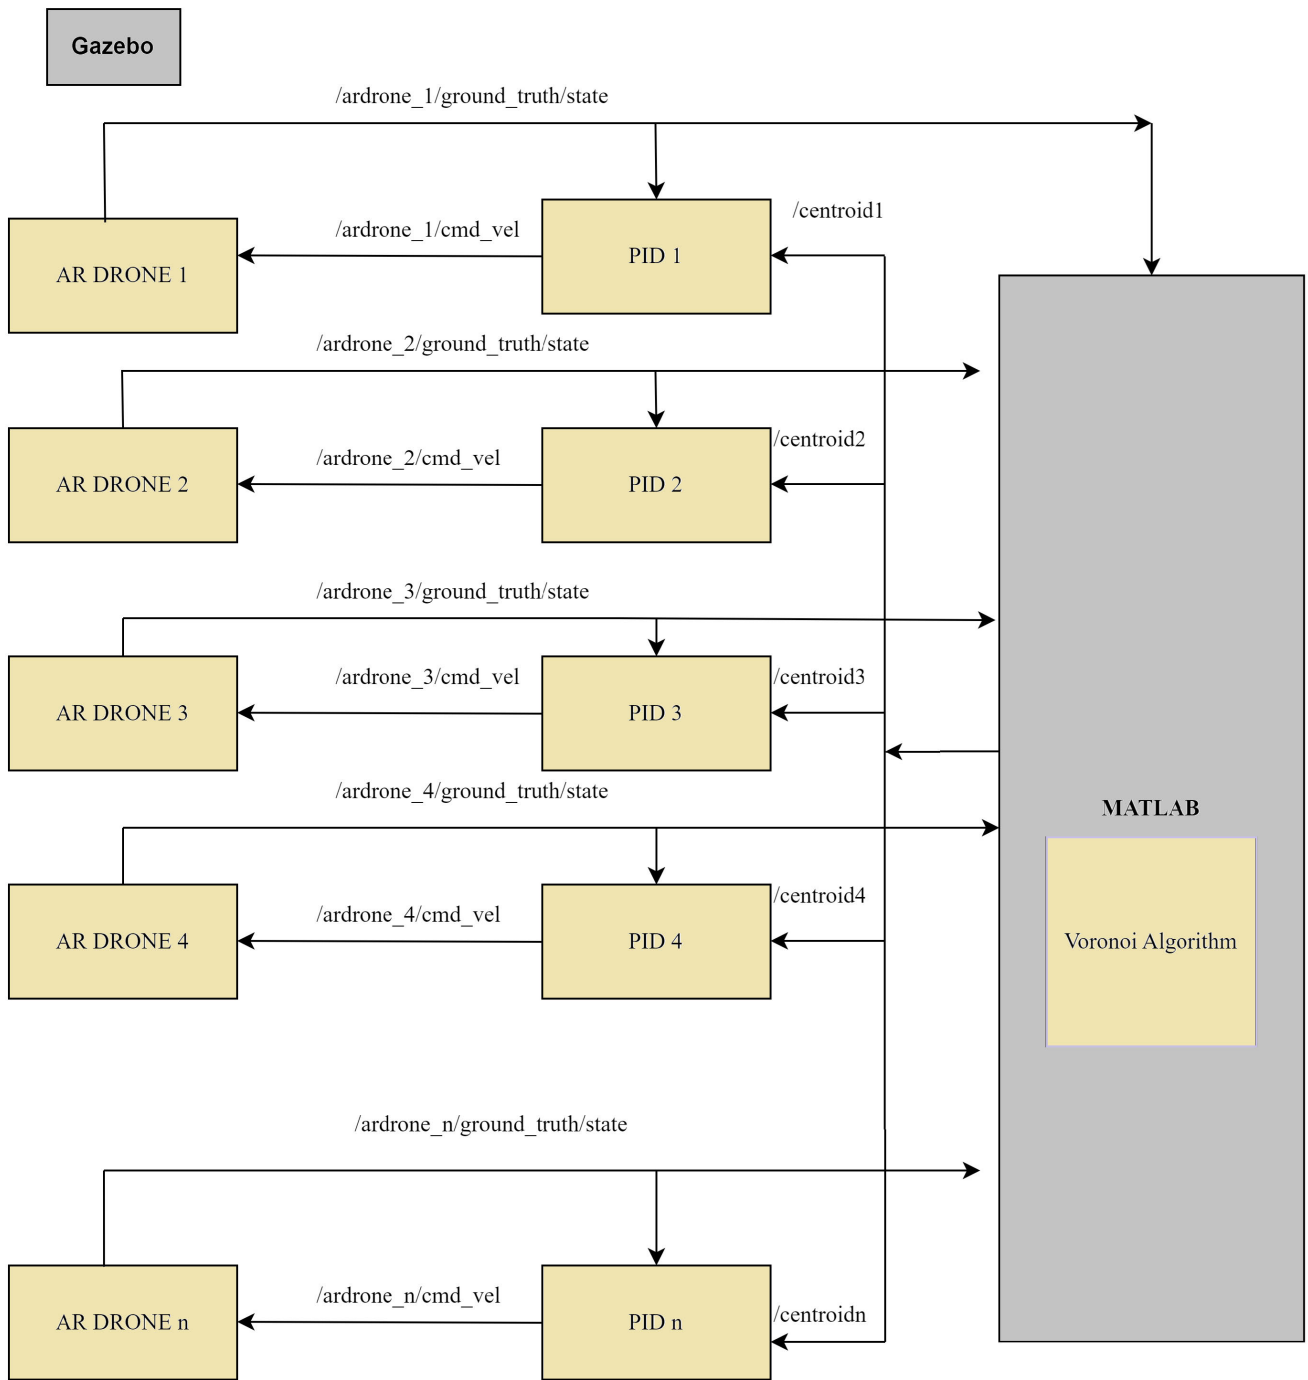 Gazebo
/ardrone_1/ground_truth/state
/centroid1
/ardrone_1/cmd_vel
PID 1
AR DRONE 1
/ardrone_2/ground_truth/state
/centroid2
/ardrone_2/cmd_vel
AR DRONE 2
PID 2
/ardrone_3/ground_truth/state
/ardrone_3/cmd_vel
/centroid3
AR DRONE 3
PID 3
/ardrone_4/ground_truth/state
MATLAB
/centroid4
/ardrone_4/cmd_vel
AR DRONE 4
PID 4
Voronoi Algorithm
/ardrone_n/ground_truth/state
/ardrone_n/cmd_vel
/centroidn
AR DRONE n
PID n